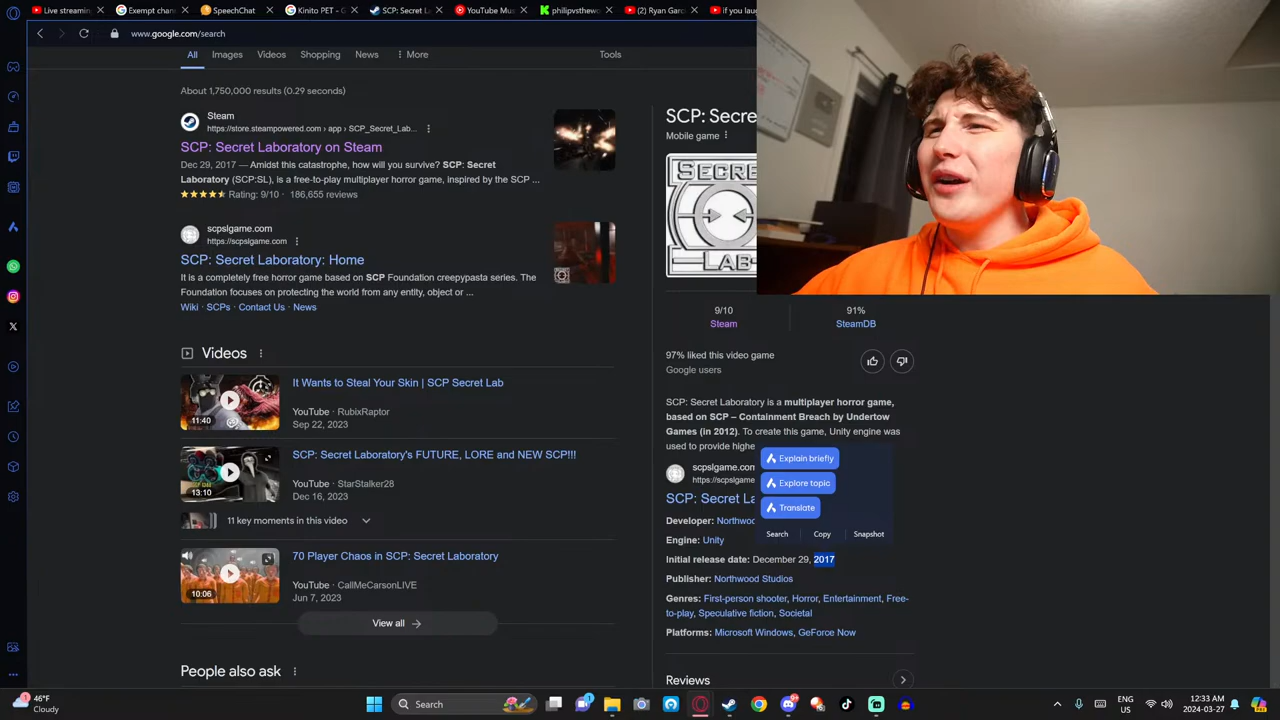 Live streaming
Exempt chan
SpeechChat
Kinito PET - G
SCP: Secret L
YouTube Mus
philipvsthewo
(2) Ryan Garc
if you lau
www.google.com/search
All Images Videos Shopping News More Tools
About 1,750,000 results (0.29 seconds)
Steam
https://store.steampowered.com › app › SCP_Secret_Lab...
SCP: Secret Laboratory on Steam
Dec 29, 2017 — Amidst this catastrophe, how will you survive? SCP: Secret
Laboratory (SCP:SL), is a free-to-play multiplayer horror game, inspired by the SCP ...
Rating: 9/10 · 186,655 reviews
scpslgame.com
https://scpslgame.com
SCP: Secret Laboratory: Home
It is a completely free horror game based on SCP Foundation creepypasta series. The
Foundation focuses on protecting the world from any entity, object or ...
Wiki · SCPs · Contact Us · News
Videos
It Wants to Steal Your Skin | SCP Secret Lab
YouTube · RubixRaptor
Sep 22, 2023
11:40
SCP: Secret Laboratory's FUTURE, LORE and NEW SCP!!!
YouTube · StarStalker28
Dec 16, 2023
13:10
11 key moments in this video
70 Player Chaos in SCP: Secret Laboratory
YouTube · CallMeCarsonLIVE
Jun 7, 2023
10:06
View all
People also ask
SCP: Secre
Mobile game
SECRE
LAB
9/10
Steam
91%
SteamDB
97% liked this video game
Google users
SCP: Secret Laboratory is a multiplayer horror game,
based on SCP – Containment Breach by Undertow
Games (in 2012). To create this game, Unity engine was
used to provide highe
scpslgame.com
https://scpslgame
SCP: Secret La
Explain briefly
Explore topic
Translate
Search Copy Snapshot
Developer: Northwoo
Engine: Unity
Initial release date: December 29, 2017
Publisher: Northwood Studios
Genres: First-person shooter, Horror, Entertainment, Free-
to-play, Speculative fiction, Societal
Platforms: Microsoft Windows, GeForce Now
Reviews
46°F
Cloudy
Search
ENG
US
12:33 AM
2024-03-27